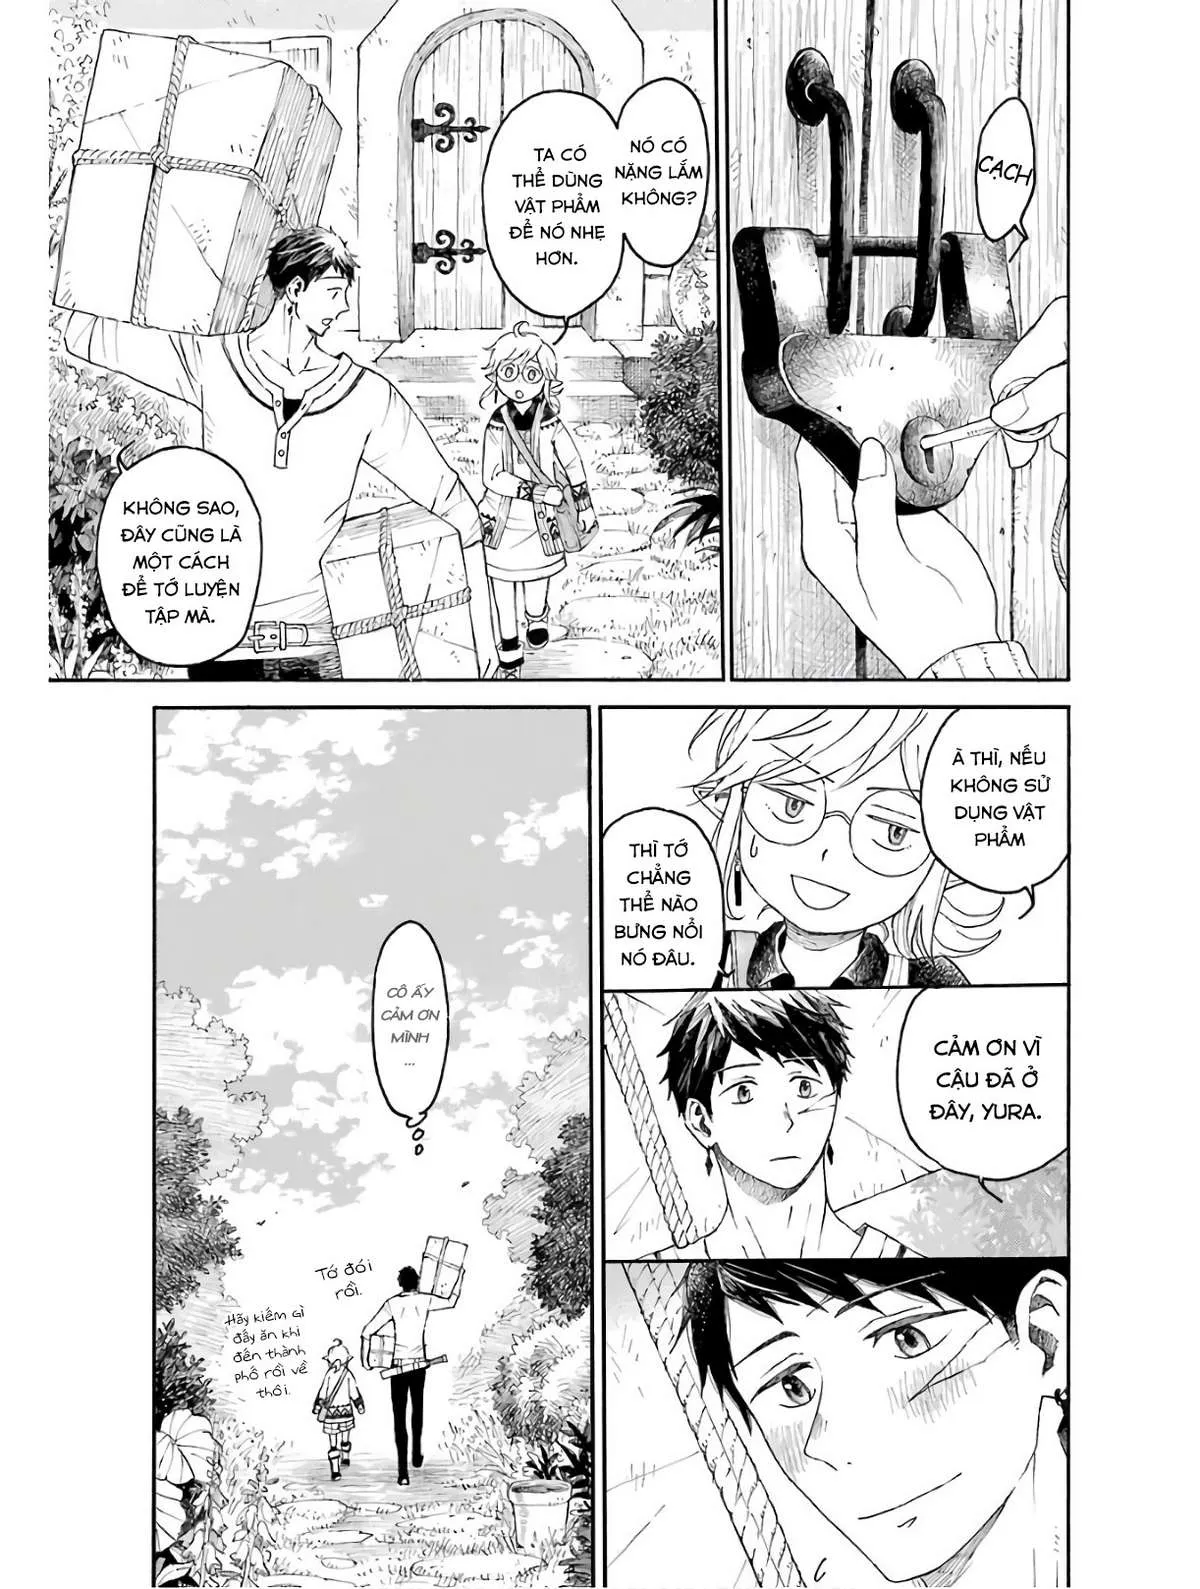 CẠCH
NÓ CÓ
NẶNG LẮM
KHÔNG?
TA CÓ
THỂ DÙNG
VẬT PHẨM
ĐỂ NÓ NHẸ
HƠN.
KHÔNG SAO,
ĐÂY CŨNG LÀ
MỘT CÁCH
ĐỂ TỚ LUYỆN
TẬP MÀ.
À THÌ, NẾU
KHÔNG SỬ
DỤNG VẬT
PHẨM
THÌ TỚ
CHẲNG
THỂ NÀO
BƯNG NỔI
NÓ ĐÂU.
CẢM ƠN VÌ
CẬU ĐÃ Ở
ĐÂY, YURA.
CÔ ẤY
CẢM ƠN
MÌNH
...
Tớ đói
rồi.
Hãy kiếm gì
đấy ăn khi
đến thành
phố rồi về
thôi.